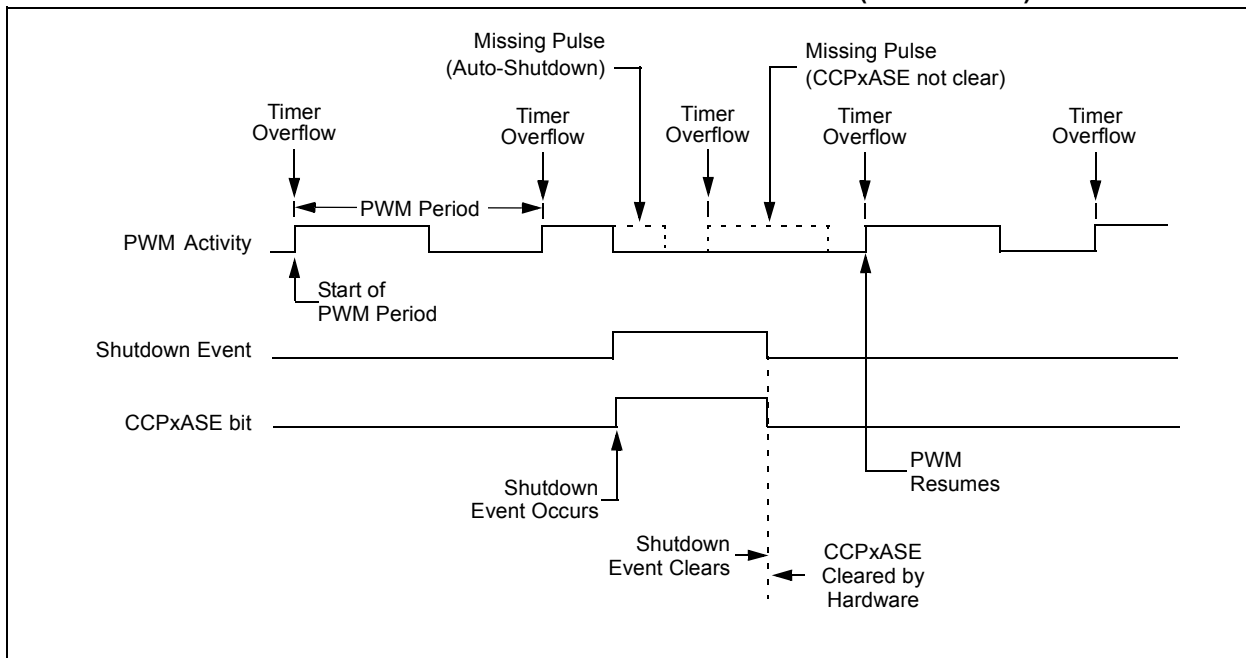 Missing Pulse
(Auto-Shutdown)
Missing Pulse
(CCPxASE not clear)
Timer
Overflow
Timer
Overflow
Timer
Overflow
Timer
Overflow
Timer
Overflow
PWM Period
PWM Activity
Start of
PWM Period
Shutdown Event
CCPxASE bit
Shutdown
Event Occurs
PWM
Resumes
Shutdown
Event Clears
CCPxASE
Cleared by
Hardware